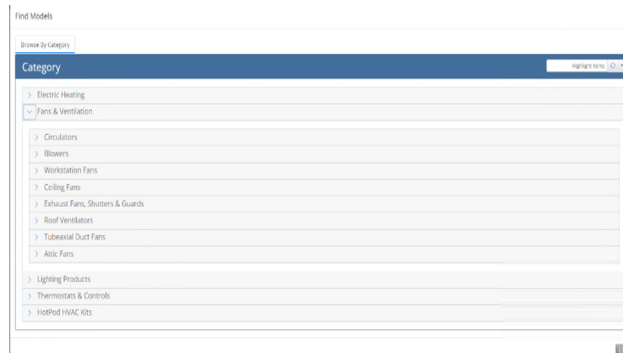 Find Models
Browse By Category
Category
Highlight Items
Electric Heating
Fans & Ventilation
Circulators
Blowers
Workstation Fans
Ceiling Fans
Exhaust Fans, Shutters & Guards
Roof Ventilators
Tubeaxial Duct Fans
Attic Fans
Lighting Products
Thermostats & Controls
HotPod HVAC Kits